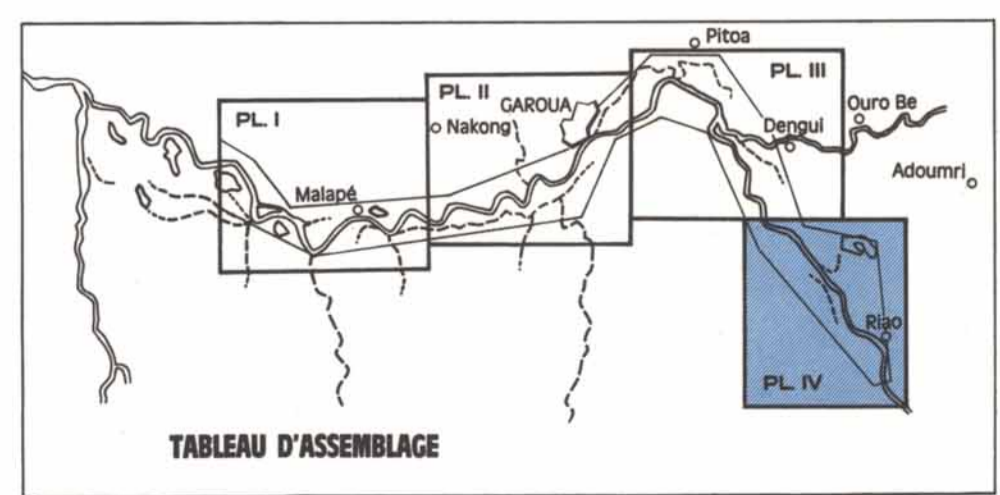 Pitoa
PL. III
PL. II
GAROUA
Ouro Be
PL. I
Nakong
Dengui
Adoumri
Malapé
Riao
PL. IV
TABLEAU D'ASSEMBLAGE